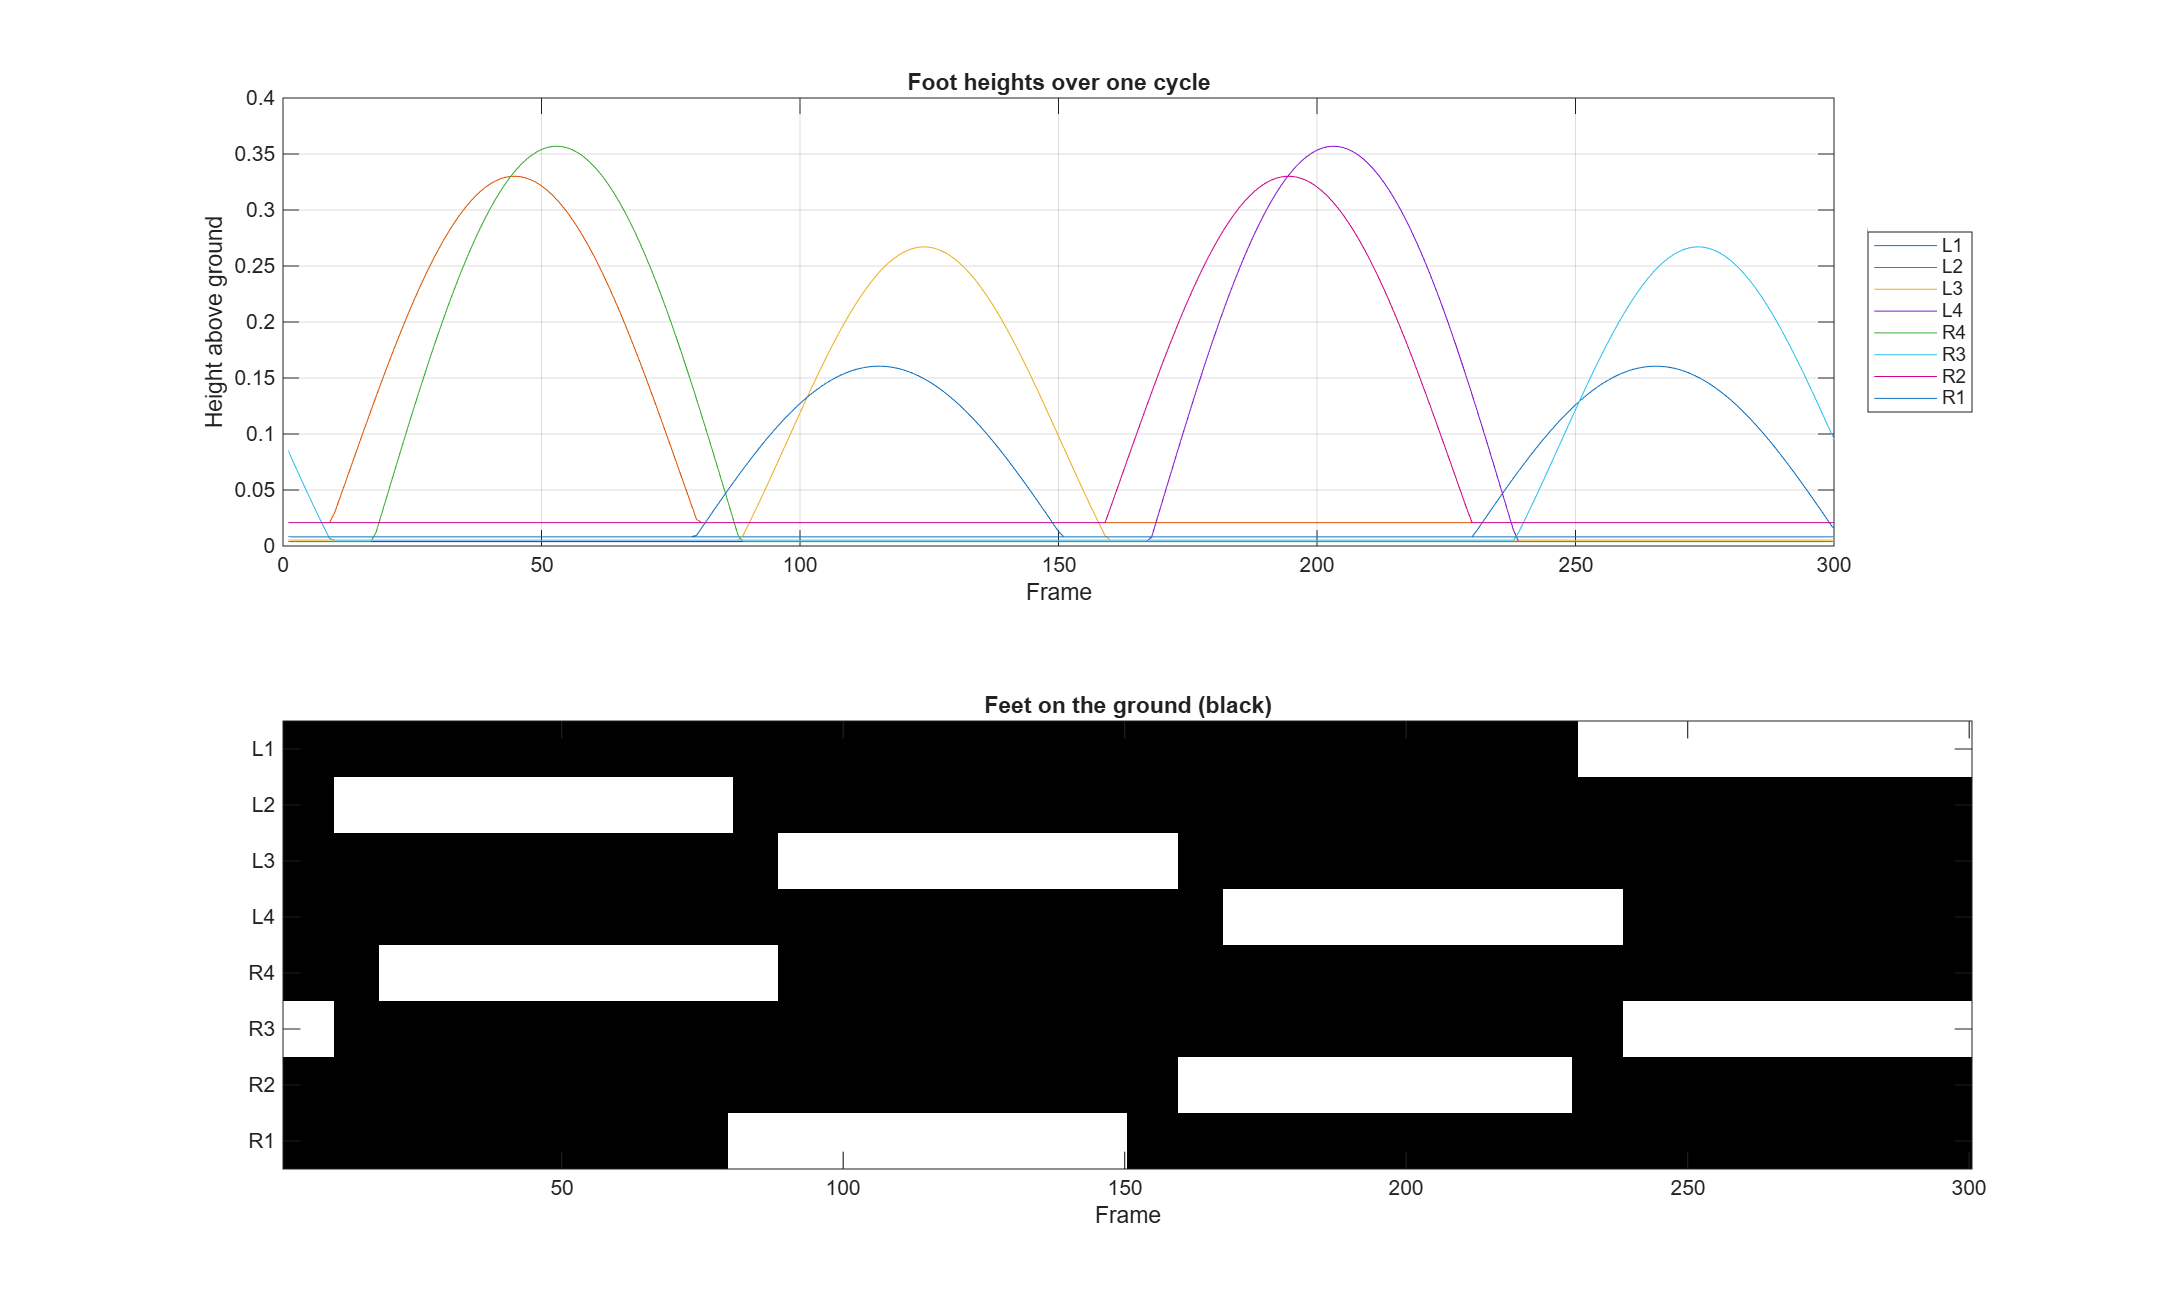 Foot heights over one cycle
0.4
0.35
0.3
0.25
0.2
0.15
0.1
0.05
0
Height above ground
0 50 100 150 200 250 300
Frame
L1
L2
L3
L4
R4
R3
R2
R1
Feet on the ground (black)
L1
L2
L3
L4
R4
R3
R2
R1
50 100 150 200 250 300
Frame